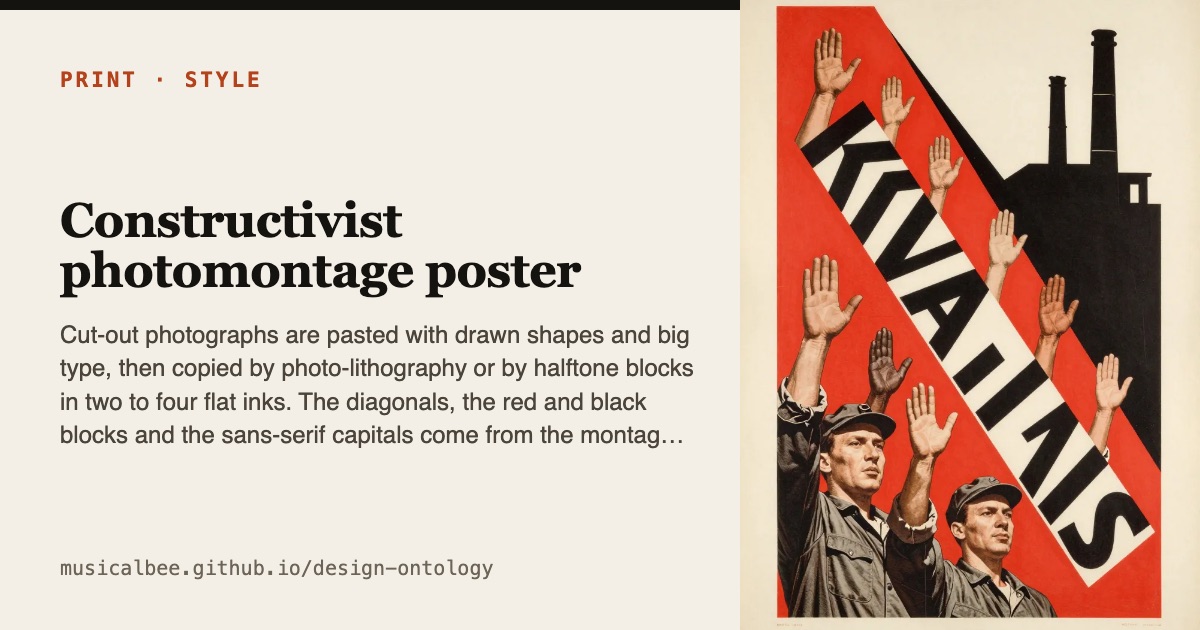 PRINT · STYLE
Constructivist
photomontage poster
Cut-out photographs are pasted with drawn shapes and big
type, then copied by photo-lithography or by halftone blocks
in two to four flat inks. The diagonals, the red and black
blocks and the sans-serif capitals come from the montag…
musicalbee.github.io/design-ontology